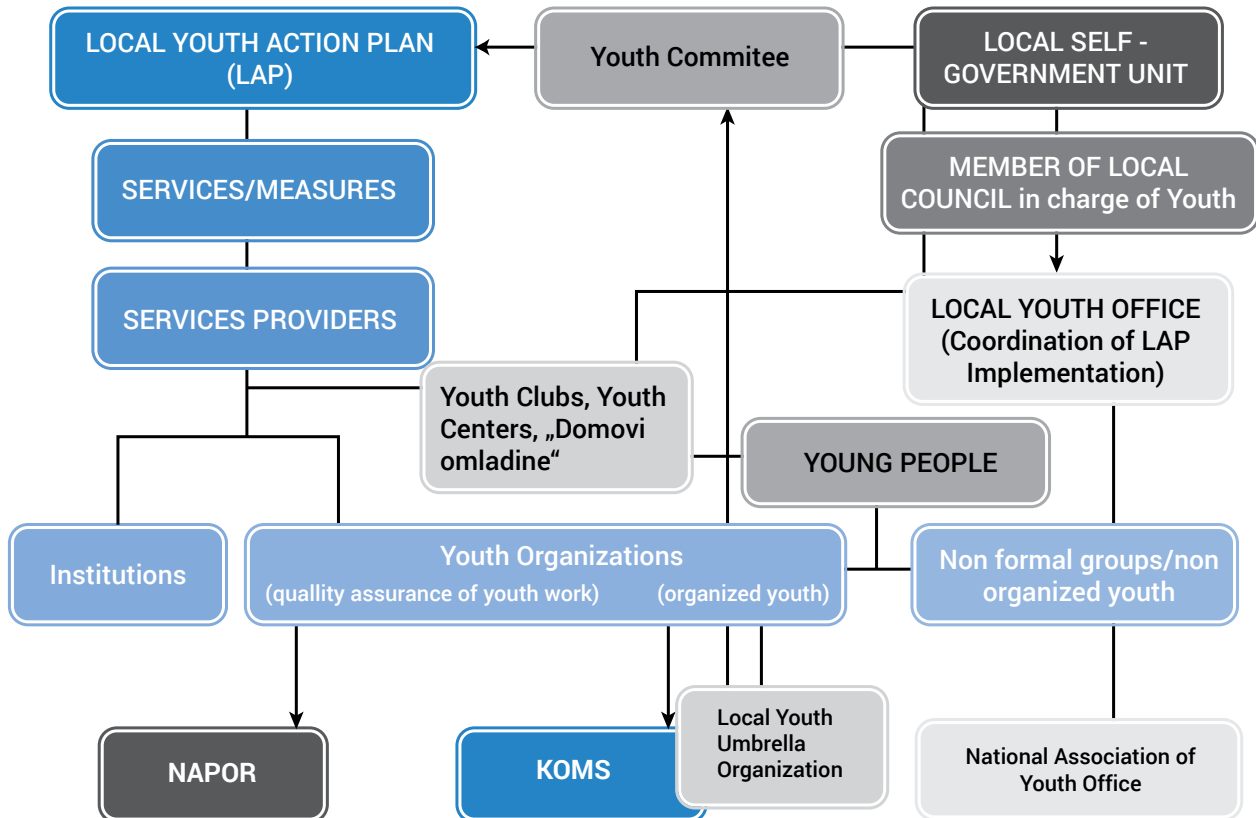 LOCAL YOUTH ACTION PLAN
(LAP)
Youth Commitee
LOCAL SELF -
GOVERNMENT UNIT
SERVICES/MEASURES
MEMBER OF LOCAL
COUNCIL in charge of Youth
SERVICES PROVIDERS
LOCAL YOUTH OFFICE
(Coordination of LAP
Implementation)
Youth Clubs, Youth
Centers, „Domovi
omladine“
YOUNG PEOPLE
Institutions
Youth Organizations
(quallity assurance of youth work) (organized youth)
Non formal groups/non
organized youth
NAPOR
KOMS
Local Youth
Umbrella
Organization
National Association of
Youth Office